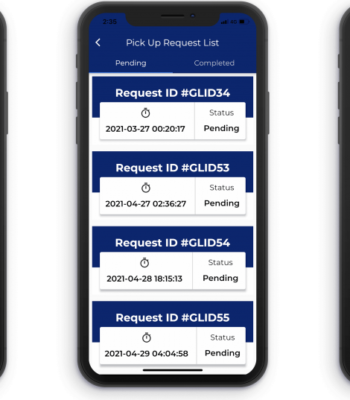 3:35
Pick Up Request List
Pending
Completed
Request ID #GLID34
Status
2021-03-27 00:20:17
Pending
Request ID #GLID53
Status
2021-04-27 02:36:27
Pending
Request ID #GLID54
Status
2021-04-28 18:15:13
Pending
Request ID #GLID55
Status
2021-04-29 04:04:58
Pending